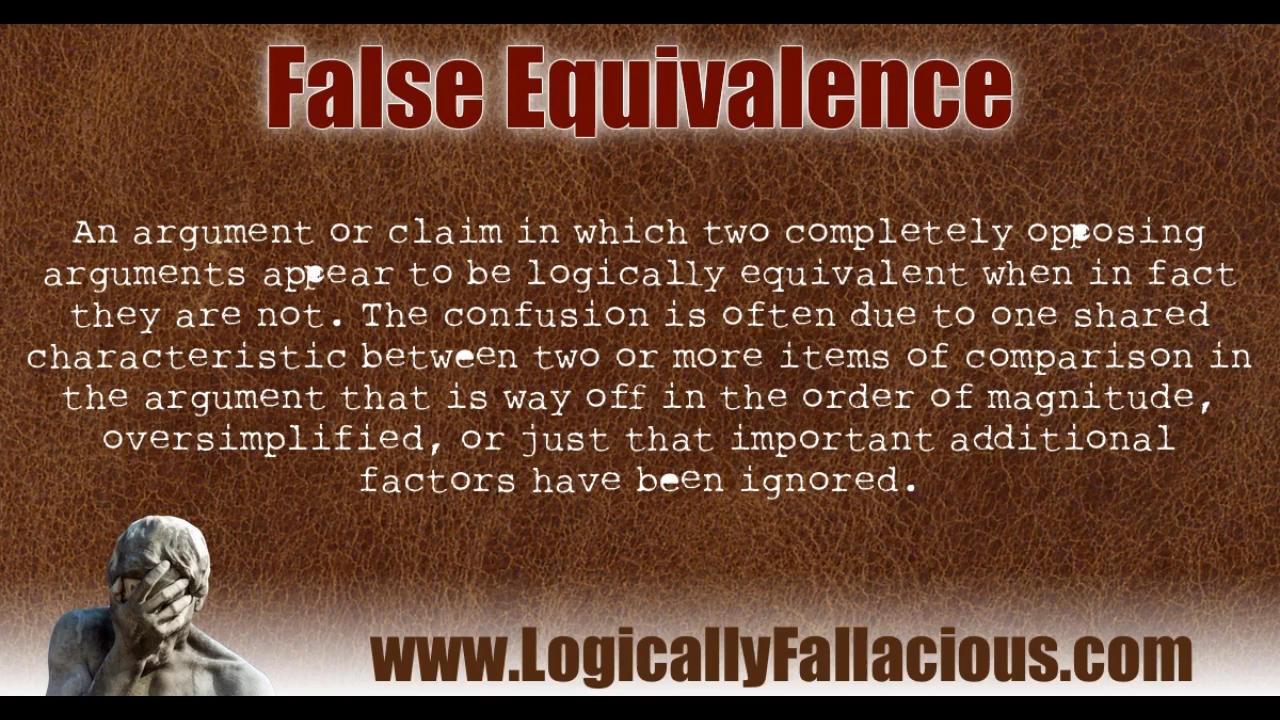 False Equivalence
An argument or claim in which two completely opposing
arguments appear to be logically equivalent when in fact
they are not. The confusion is often due to one shared
characteristic between two or more items of comparison in
the argument that is way off in the order of magnitude,
oversimplified, or just that important additional
factors have been ignored.
www.LogicallyFallacious.com